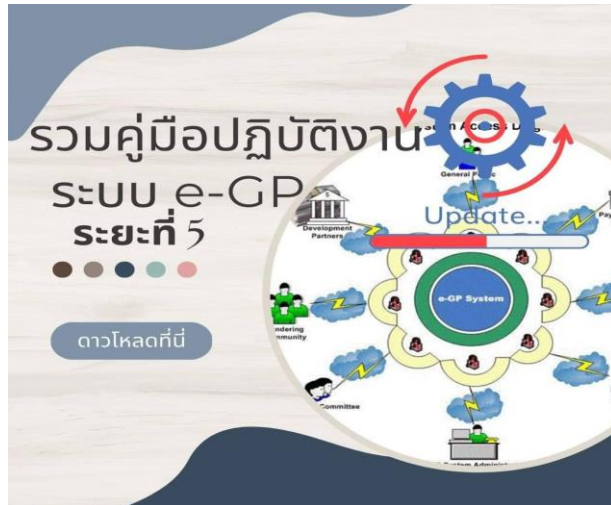 รวมคู่มือปฏิบัติงาน
ระบบ e-GP
ระยะที่ 5
ดาวโหลดที่นี่
Update...
General Public
Development
Partners
e-GP System
Committee